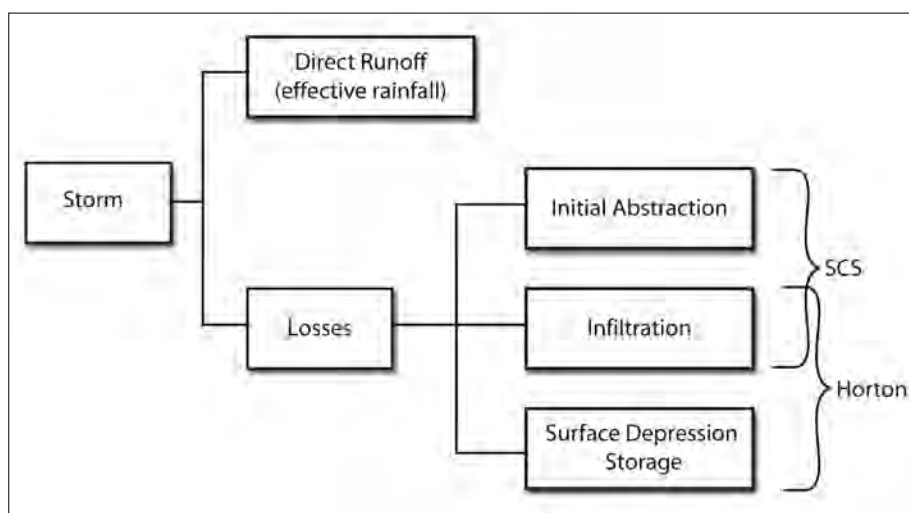 Direct Runoff
(effective rainfall)
Storm
Initial Abstraction
SCS
Losses
Infiltration
Horton
Surface Depression
Storage